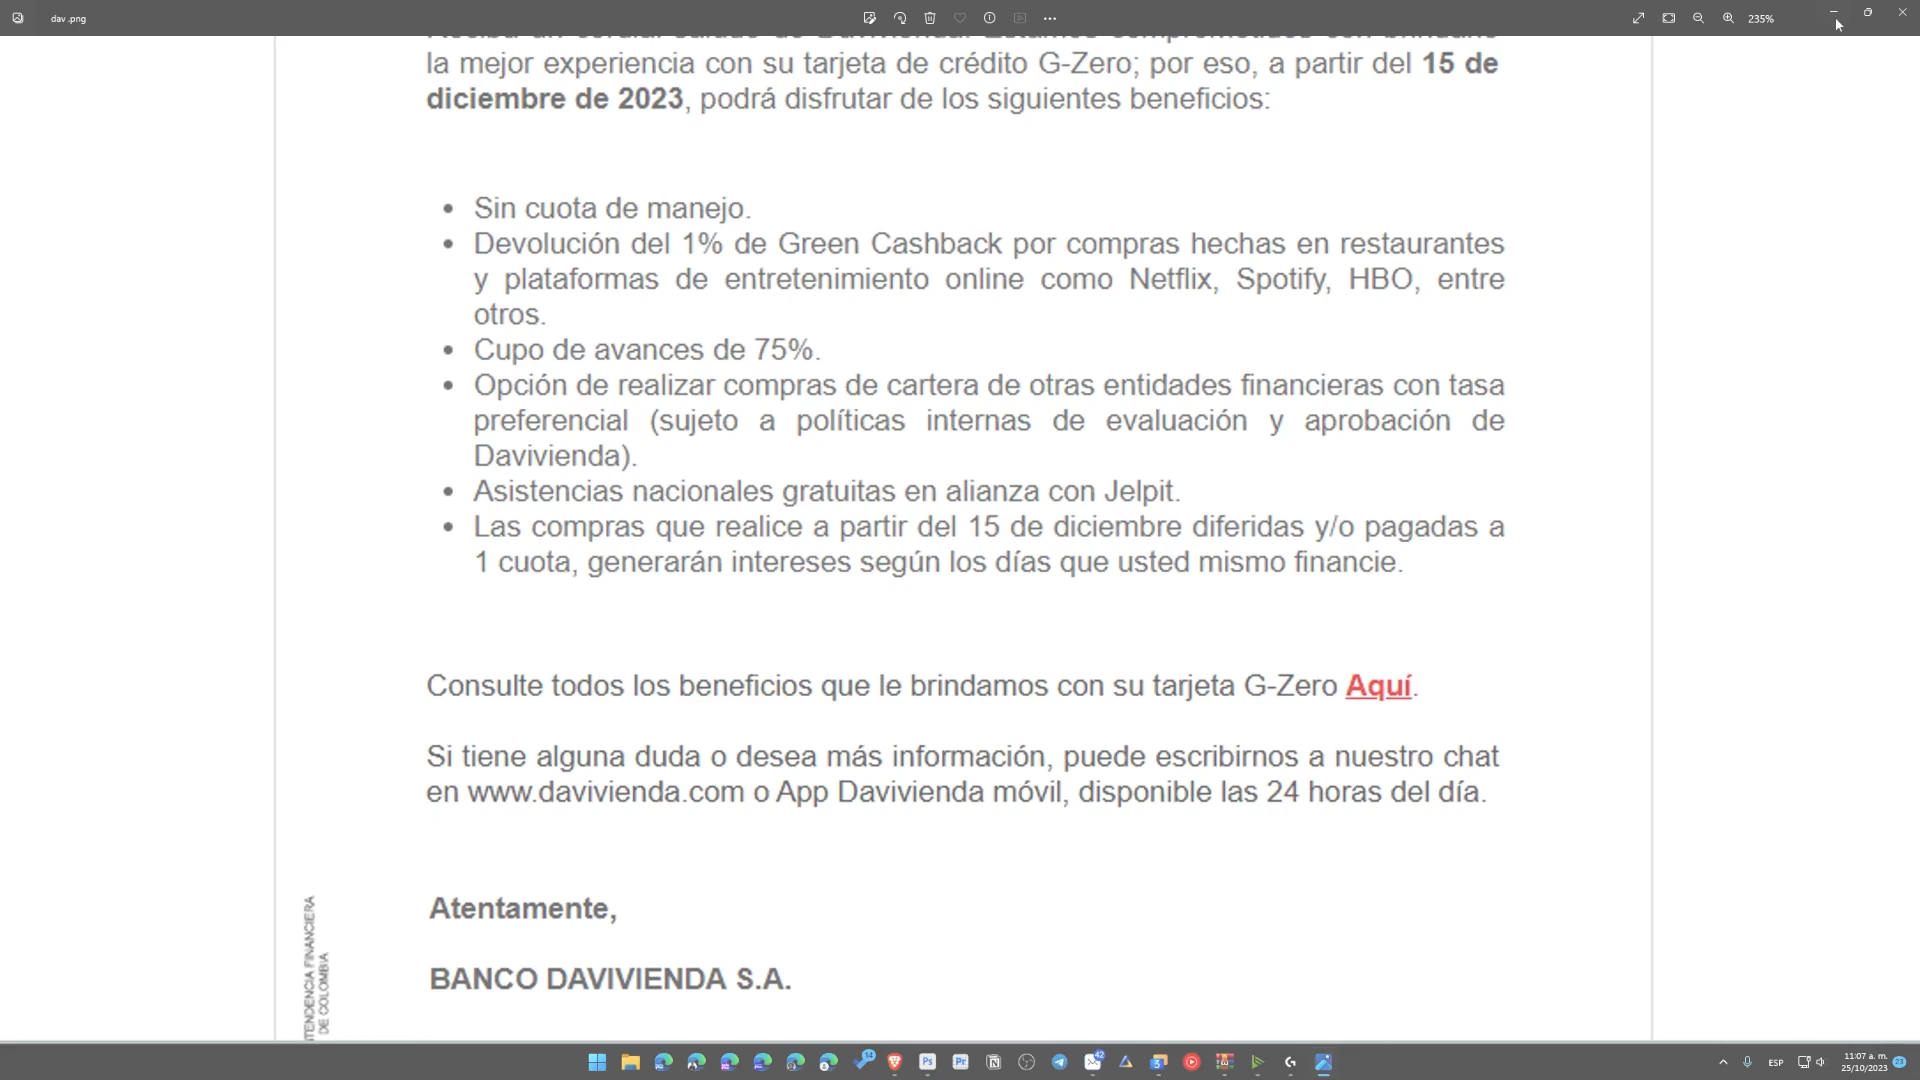 dav .png
235%
la mejor experiencia con su tarjeta de crédito G-Zero; por eso, a partir del 15 de
diciembre de 2023, podrá disfrutar de los siguientes beneficios:
• Sin cuota de manejo.
• Devolución del 1% de Green Cashback por compras hechas en restaurantes
y plataformas de entretenimiento online como Netflix, Spotify, HBO, entre
otros.
• Cupo de avances de 75%.
• Opción de realizar compras de cartera de otras entidades financieras con tasa
preferencial (sujeto a políticas internas de evaluación y aprobación de
Davivienda).
• Asistencias nacionales gratuitas en alianza con Jelpit.
• Las compras que realice a partir del 15 de diciembre diferidas y/o pagadas a
1 cuota, generarán intereses según los días que usted mismo financie.
Consulte todos los beneficios que le brindamos con su tarjeta G-Zero Aquí.
Si tiene alguna duda o desea más información, puede escribirnos a nuestro chat
en www.davivienda.com o App Davivienda móvil, disponible las 24 horas del día.
Atentamente,
BANCO DAVIVIENDA S.A.
TENDENCIA FINANCIERA
DE COLOMBIA
14
Ps
Pr
42
3
ESP
11:07 a. m.
25/10/2023
23